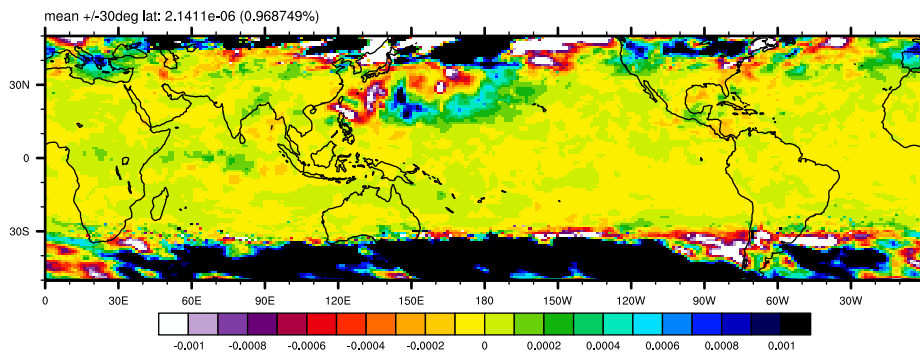 mean +/-30deg lat: 2.1411e-06 (0.968749%)
30N
0
30S
0 30E 60E 90E 120E 150E 180 150W 120W 90W 60W 30W
-0.001 -0.0008 -0.0006 -0.0004 -0.0002 0 0.0002 0.0004 0.0006 0.0008 0.001